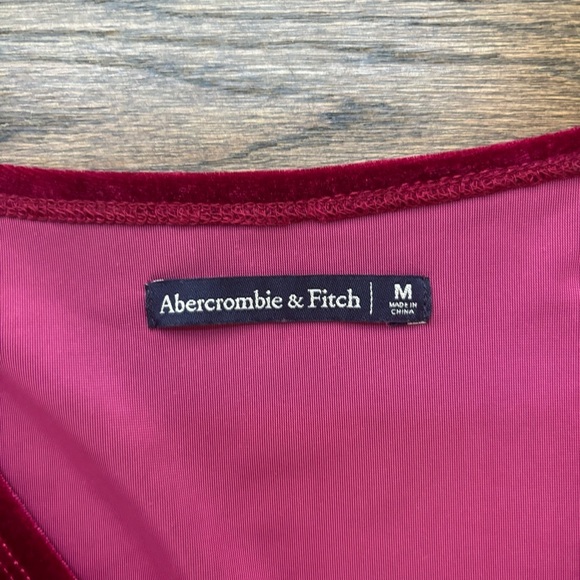 Abercrombie & Fitch | M
MADE IN
CHINA